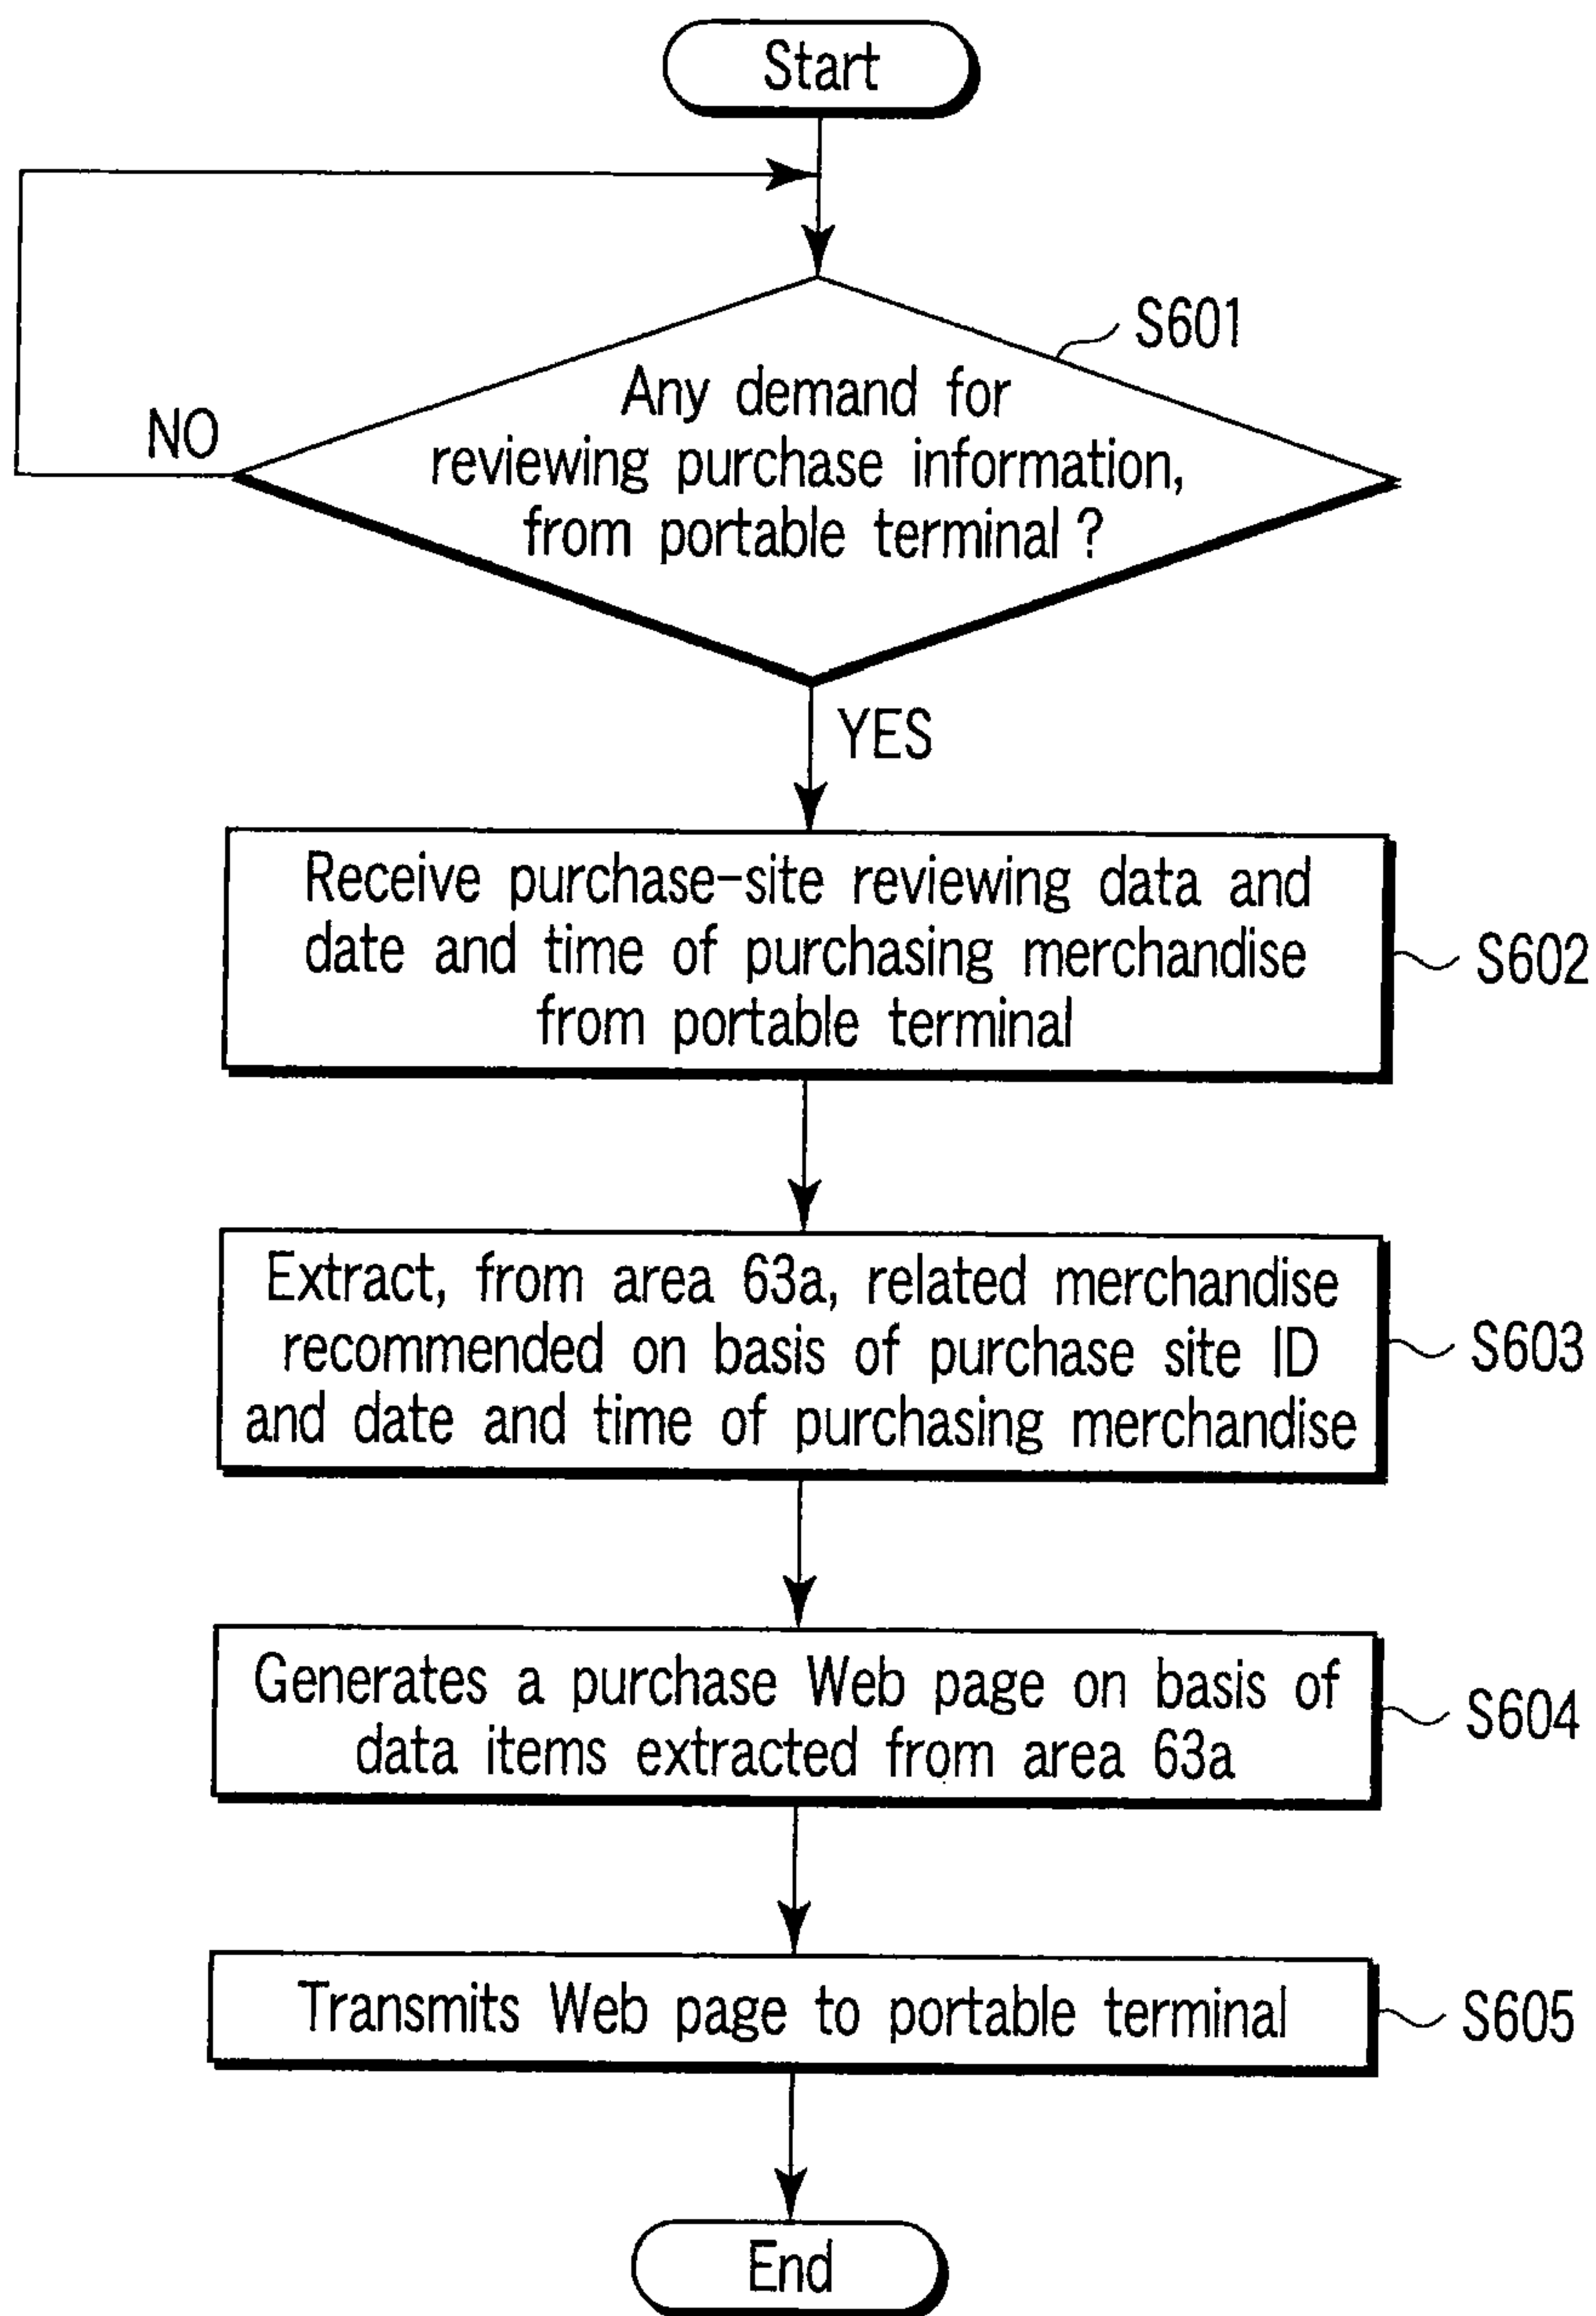 Start
S601
Any demand for
reviewing purchase information,
from portable terminal ?
NO
YES
Receive purchase-site reviewing data and
date and time of purchasing merchandise
from portable terminal
S602
Extract, from area 63a, related merchandise
recommended on basis of purchase site ID
and date and time of purchasing merchandise
S603
Generates a purchase Web page on basis of
data items extracted from area 63a
S604
Transmits Web page to portable terminal
S605
End